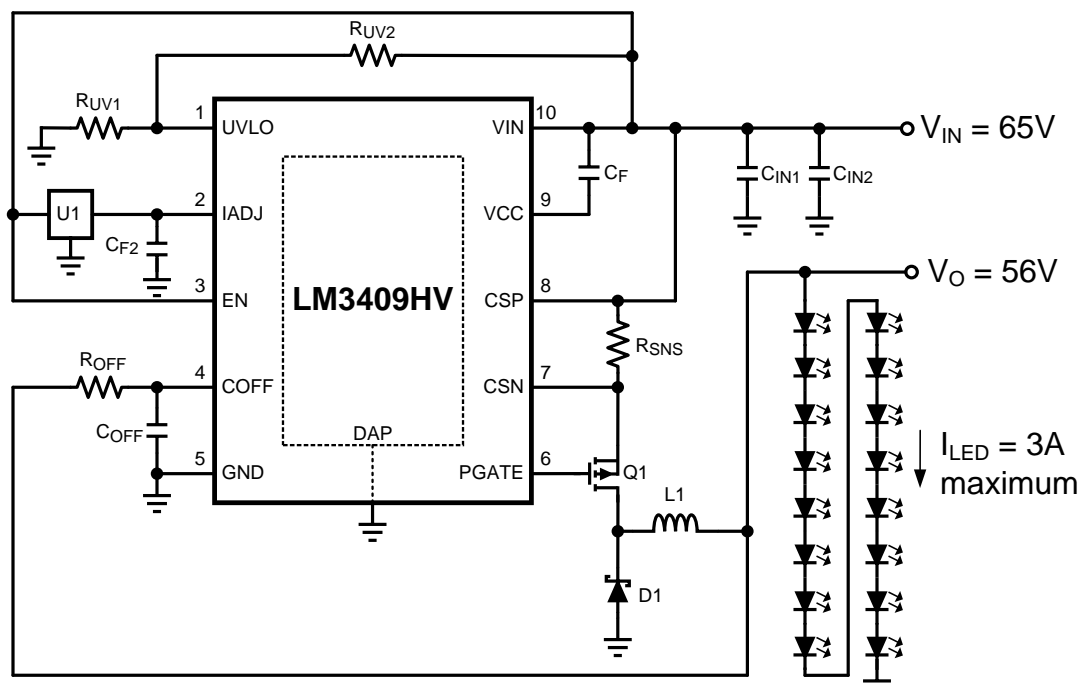 RUV2
RUV1
1
UVLO
VIN
10
VIN = 65V
CF
CIN1
CIN2
U1
2
IADJ
VCC
9
CF2
VO = 56V
3
EN
LM3409HV
CSP
8
RSNS
ROFF
4
COFF
CSN
7
COFF
DAP
ILED = 3A
maximum
5
GND
PGATE
6
Q1
L1
D1